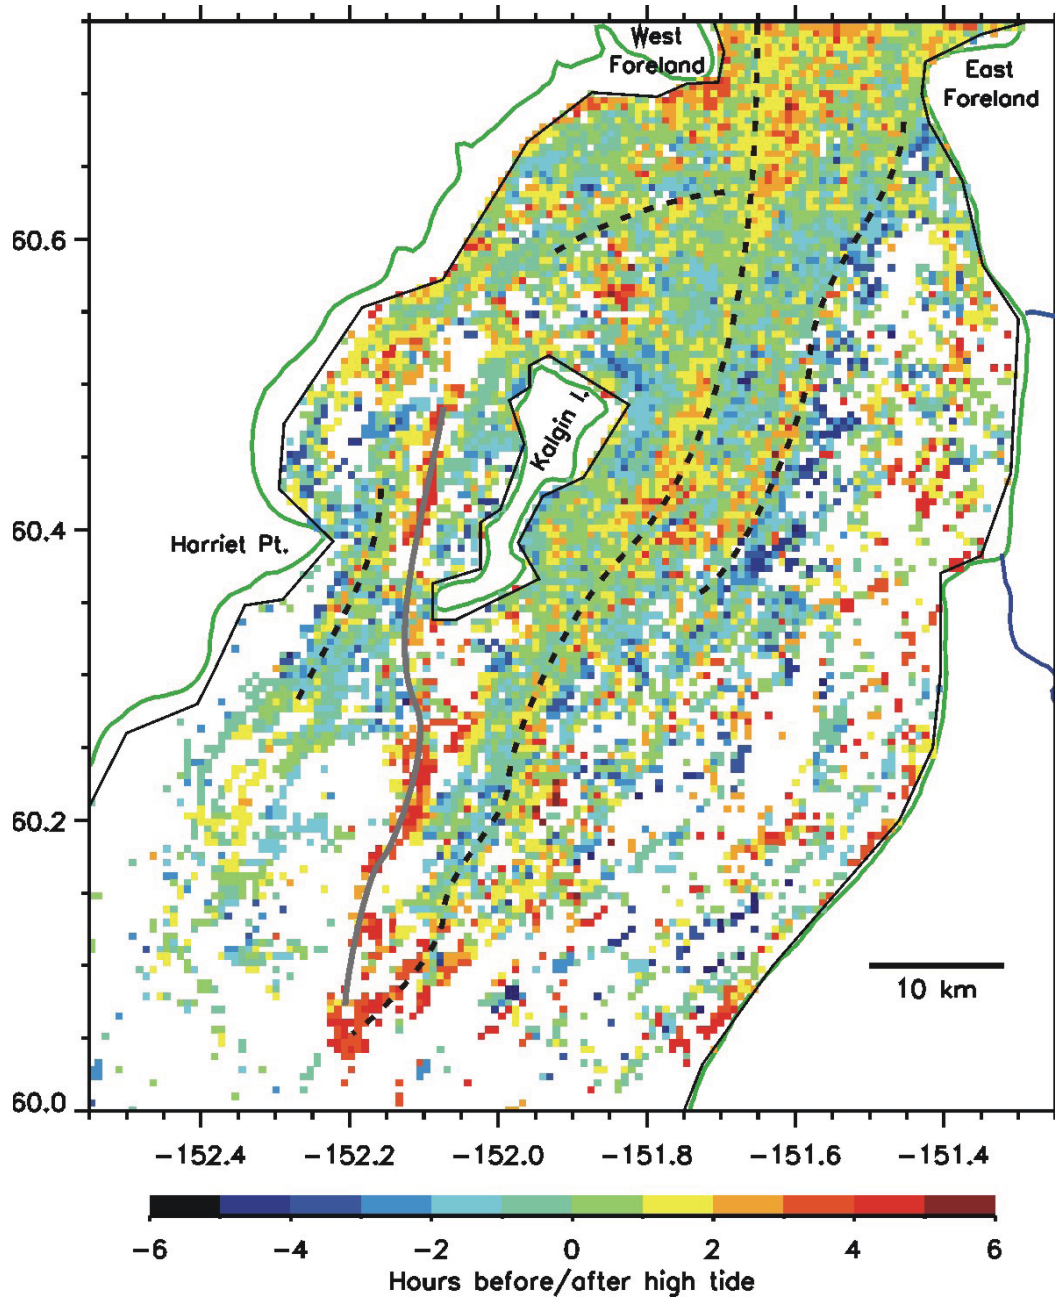 West
Foreland
East
Foreland
60.6
Kalgin I.
60.4
Harriet Pt.
60.2
10 km
60.0
-152.4 -152.2 -152.0 -151.8 -151.6 -151.4
-6 -4 -2 0 2 4 6
Hours before/after high tide